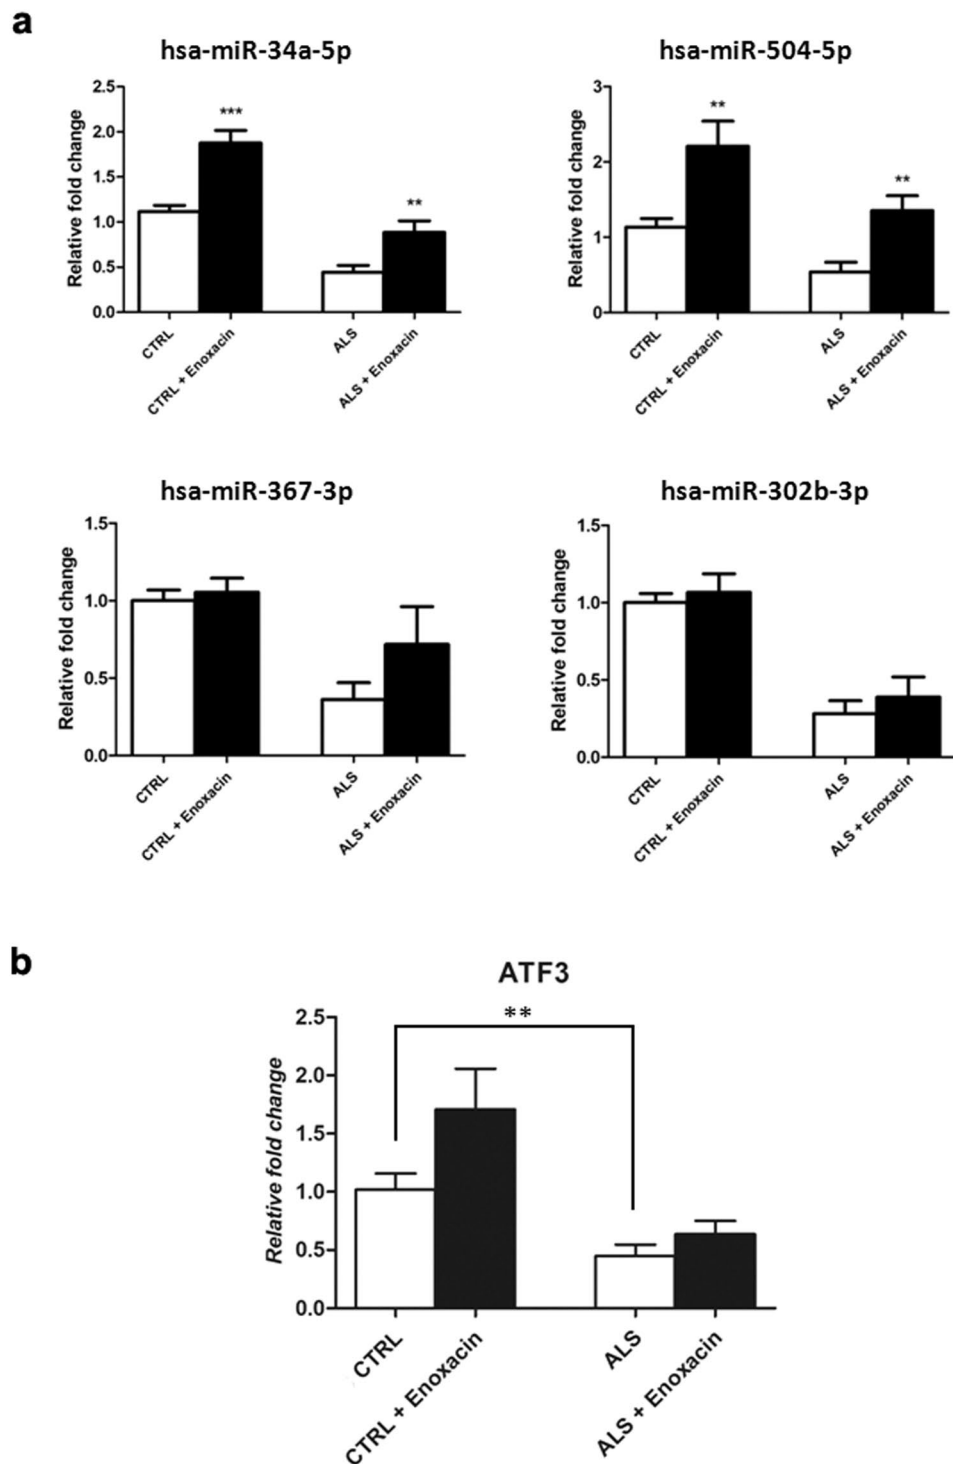 a
hsa-miR-34a-5p
Relative fold change
2.5
2.0
1.5
1.0
0.5
0.0
***
**
CTRL
CTRL + Enoxacin
ALS
ALS + Enoxacin
hsa-miR-504-5p
Relative fold change
3
2
1
0
**
**
CTRL
CTRL + Enoxacin
ALS
ALS + Enoxacin
hsa-miR-367-3p
Relative fold change
1.5
1.0
0.5
0.0
CTRL
CTRL + Enoxacin
ALS
ALS + Enoxacin
hsa-miR-302b-3p
Relative fold change
1.5
1.0
0.5
0.0
CTRL
CTRL + Enoxacin
ALS
ALS + Enoxacin
b
ATF3
Relative fold change
2.5
2.0
1.5
1.0
0.5
0.0
**
CTRL
CTRL + Enoxacin
ALS
ALS + Enoxacin